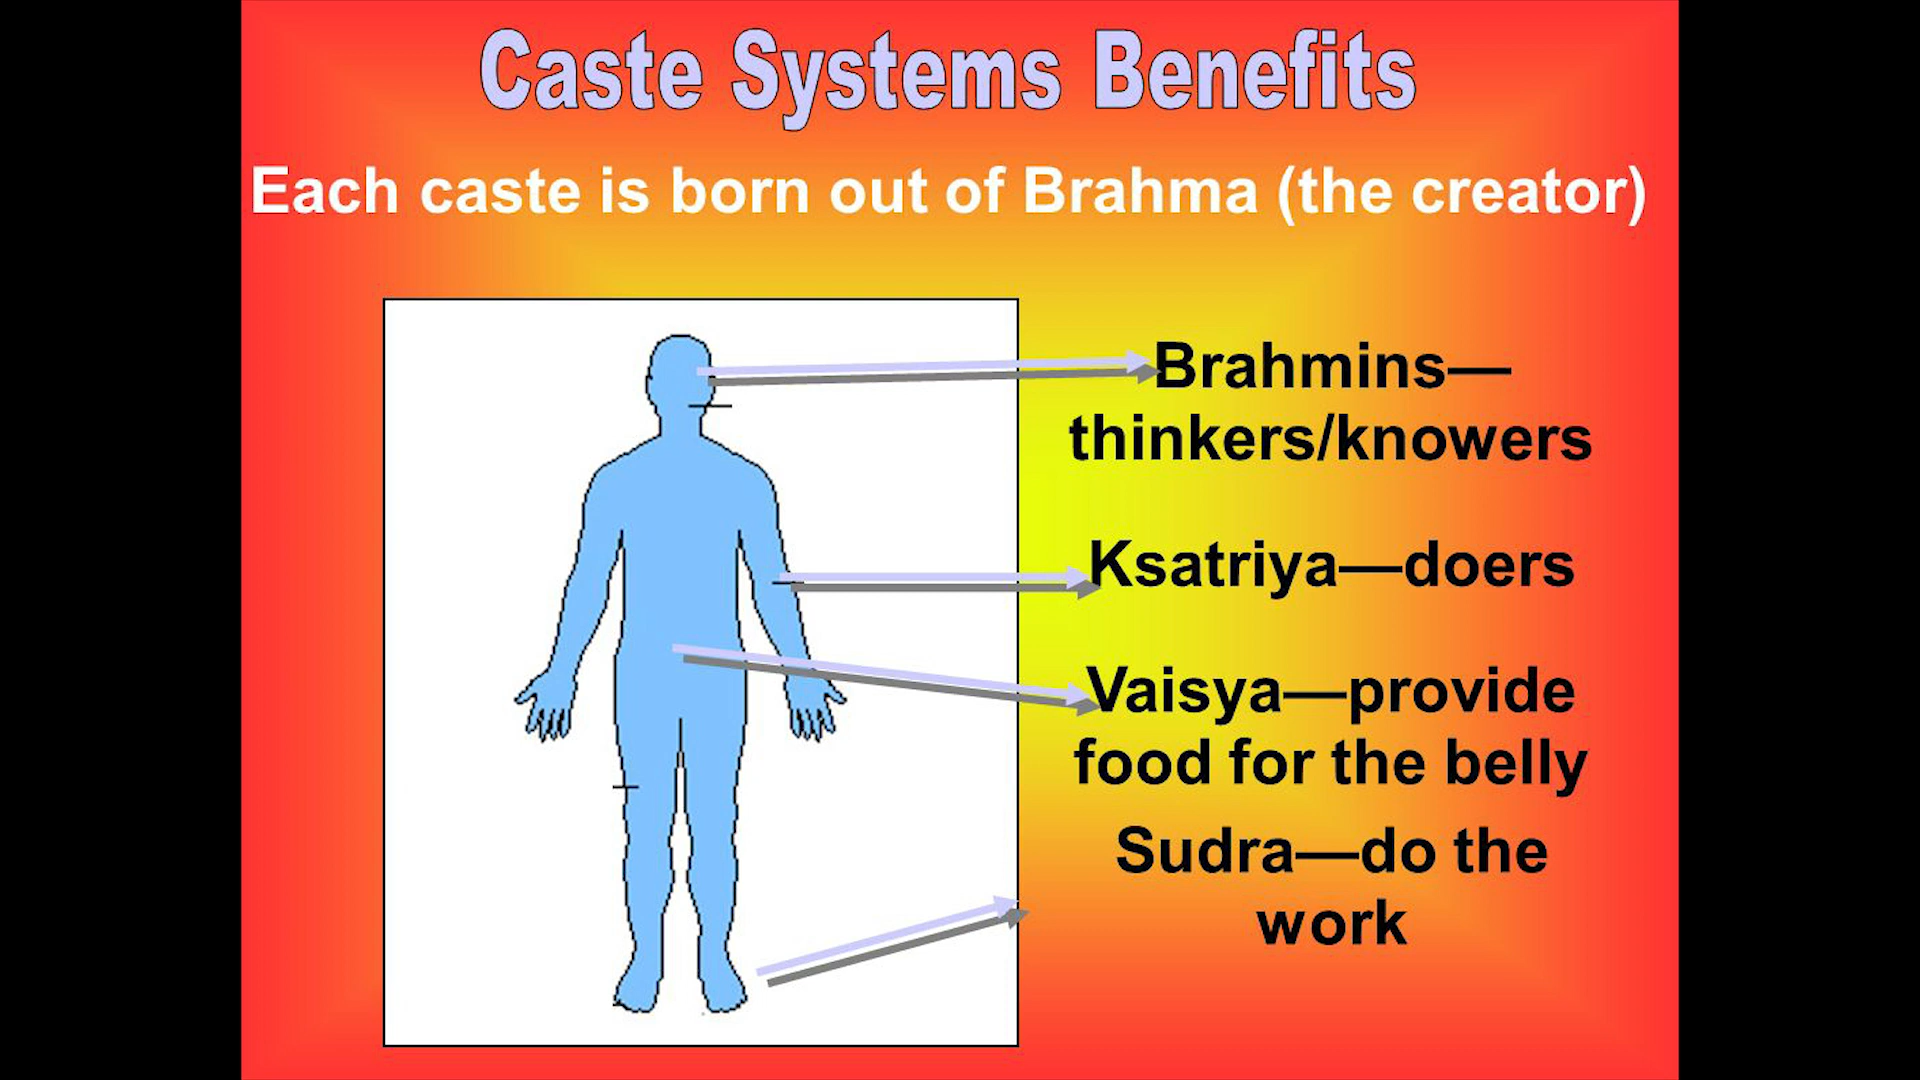 Caste Systems Benefits
Each caste is born out of Brahma (the creator)
Brahmins—
thinkers/knowers
Ksatriya—doers
Vaisya—provide
food for the belly
Sudra—do the
work